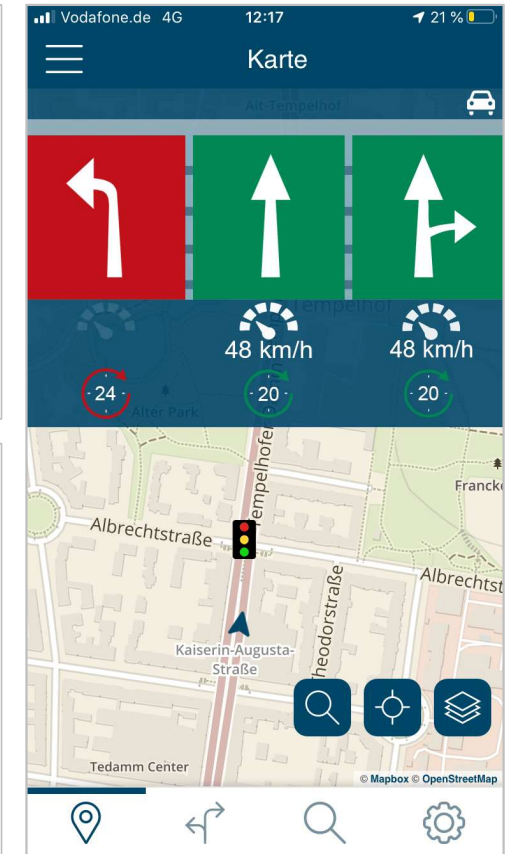 Vodafone.de 4G 12:17 21 %
Karte
Alt-Tempelhof
Tempelhof
48 km/h 48 km/h
24 20 20
Alter Park
Tempelhofer
Francke
Albrechtstraße
Albrechtst
Theodorstraße
Kaiserin-Augusta-
Straße
Tedamm Center
© Mapbox © OpenStreetMap